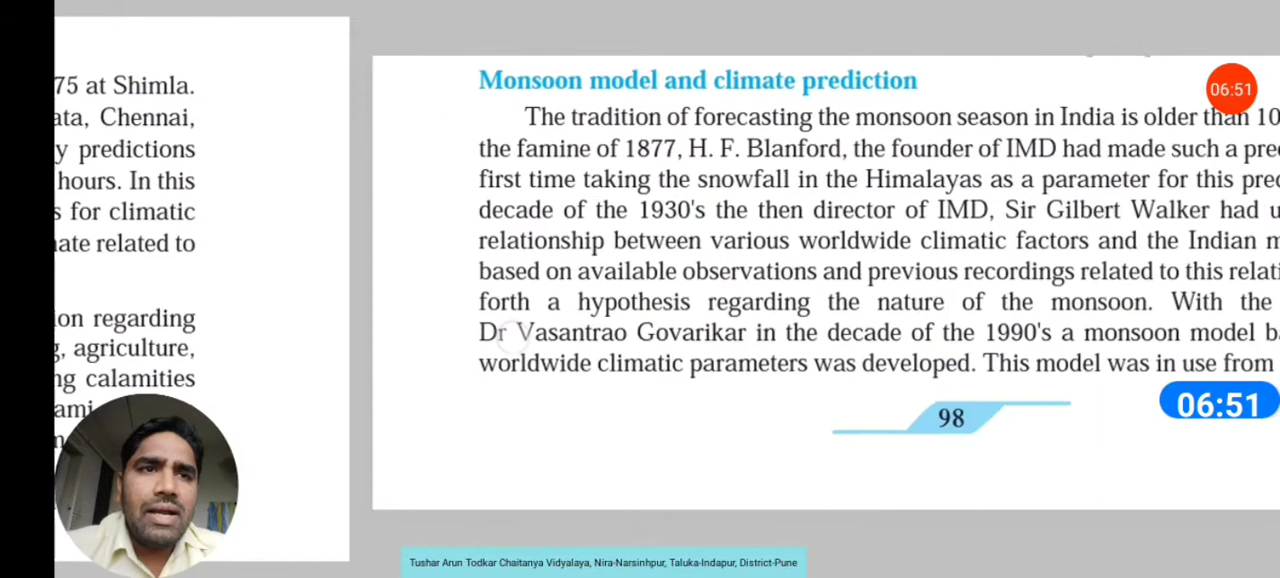 75 at Shimla.
ata, Chennai,
y predictions
hours. In this
s for climatic
ate related to
ion regarding
g, agriculture,
ng calamities
ami
Monsoon model and climate prediction
The tradition of forecasting the monsoon season in India is older than 10
the famine of 1877, H. F. Blanford, the founder of IMD had made such a pre
first time taking the snowfall in the Himalayas as a parameter for this pre
decade of the 1930's the then director of IMD, Sir Gilbert Walker had u
relationship between various worldwide climatic factors and the Indian m
based on available observations and previous recordings related to this relati
forth a hypothesis regarding the nature of the monsoon. With the
Dr Vasantrao Govarikar in the decade of the 1990's a monsoon model b
worldwide climatic parameters was developed. This model was in use from
98
06:51
06:51
Tushar Arun Todkar Chaitanya Vidyalaya, Nira-Narsinhpur, Taluka-Indapur, District-Pune